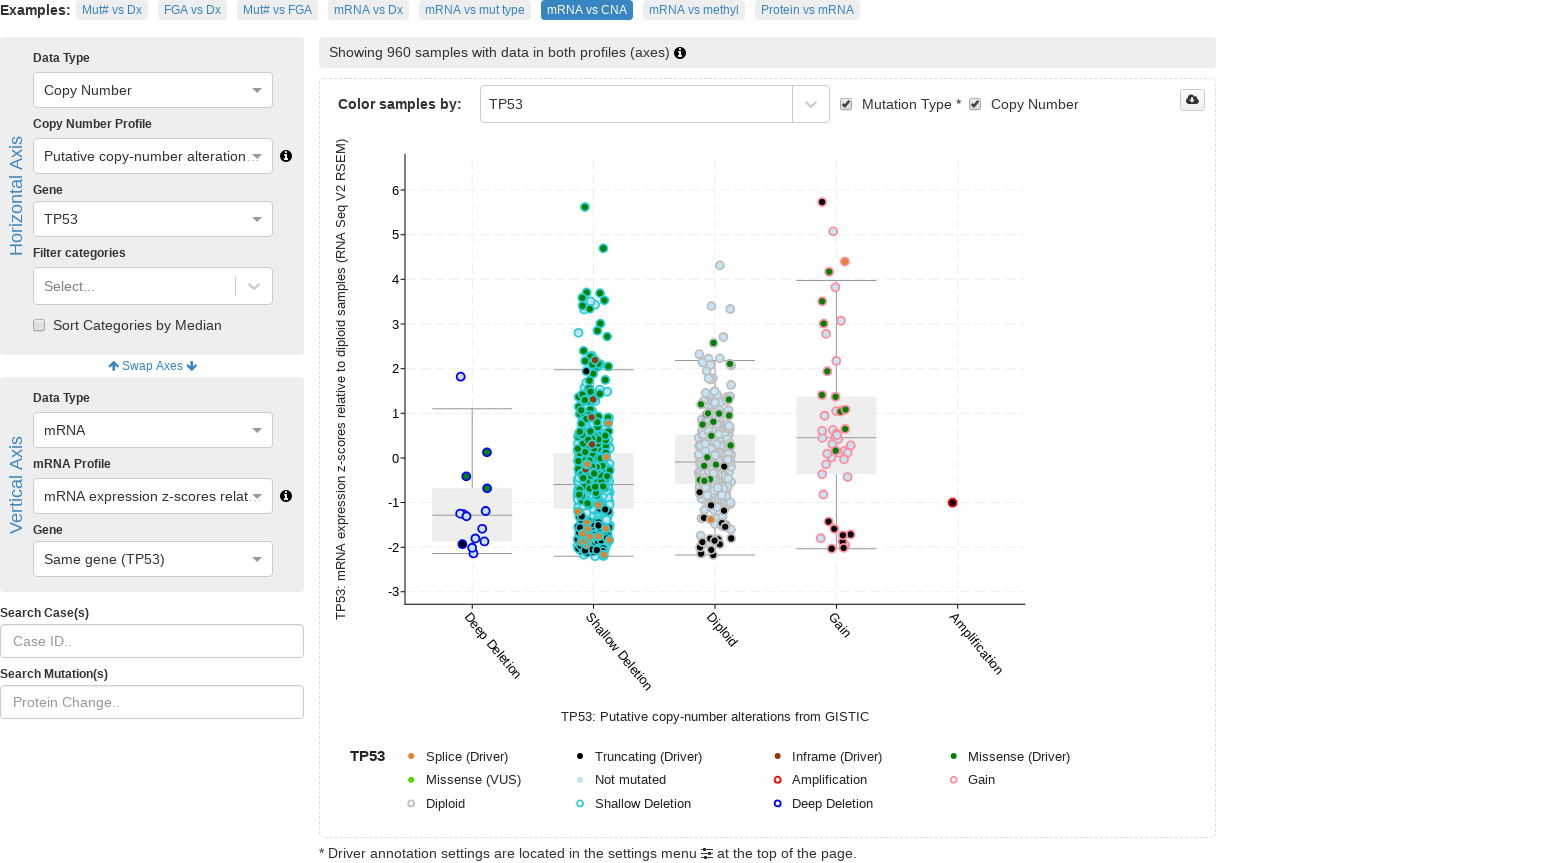 Examples: Mut# vs Dx FGA vs Dx Mut# vs FGA mRNA vs Dx mRNA vs mut type mRNA vs CNA mRNA vs methyl Protein vs mRNA
Horizontal Axis
Data Type
Copy Number
Copy Number Profile
Putative copy-number alteration...
Gene
TP53
Filter categories
Select...
Sort Categories by Median
Swap Axes
Vertical Axis
Data Type
mRNA
mRNA Profile
mRNA expression z-scores relat...
Gene
Same gene (TP53)
Search Case(s)
Case ID..
Search Mutation(s)
Protein Change..
Showing 960 samples with data in both profiles (axes)
Color samples by: TP53 Mutation Type * Copy Number
TP53: mRNA expression z-scores relative to diploid samples (RNA Seq V2 RSEM)
6
5
4
3
2
1
0
-1
-2
-3
Deep Deletion
Shallow Deletion
Diploid
Gain
Amplification
TP53: Putative copy-number alterations from GISTIC
TP53 Splice (Driver) Truncating (Driver) Inframe (Driver) Missense (Driver)
Missense (VUS) Not mutated Amplification Gain
Diploid Shallow Deletion Deep Deletion
* Driver annotation settings are located in the settings menu at the top of the page.